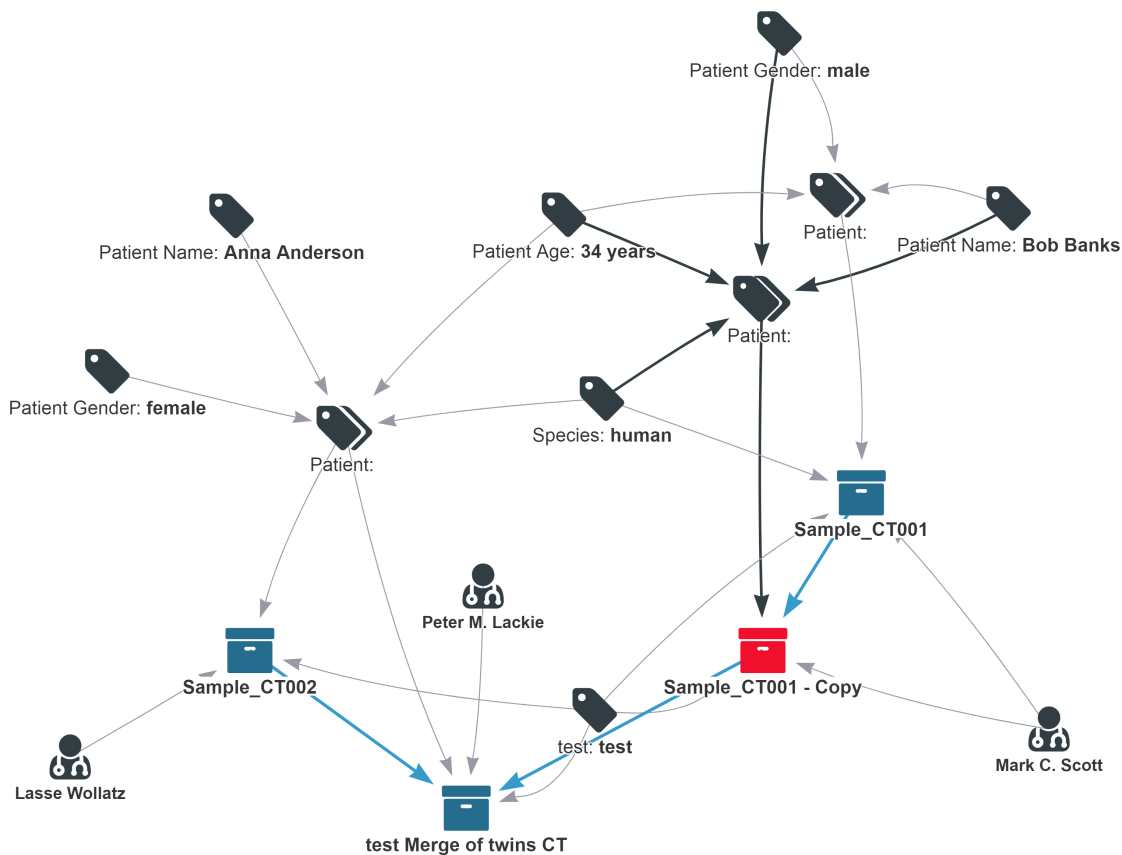 Patient Gender: male
Patient:
Patient Name: Anna Anderson
Patient Age: 34 years
Patient Name: Bob Banks
Patient:
Patient Gender: female
Species: human
Patient:
Sample_CT001
Peter M. Lackie
Sample_CT002
Sample_CT001 - Copy
test: test
Mark C. Scott
Lasse Wollatz
test Merge of twins CT